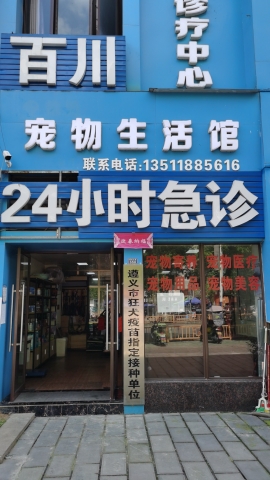 百川
诊疗中心
宠物生活馆
联系电话:13511885616
24小时急诊
遵义市狂犬疫苗指定接种单位
宠物寄养 宠物医疗
宠物用品 宠物美容